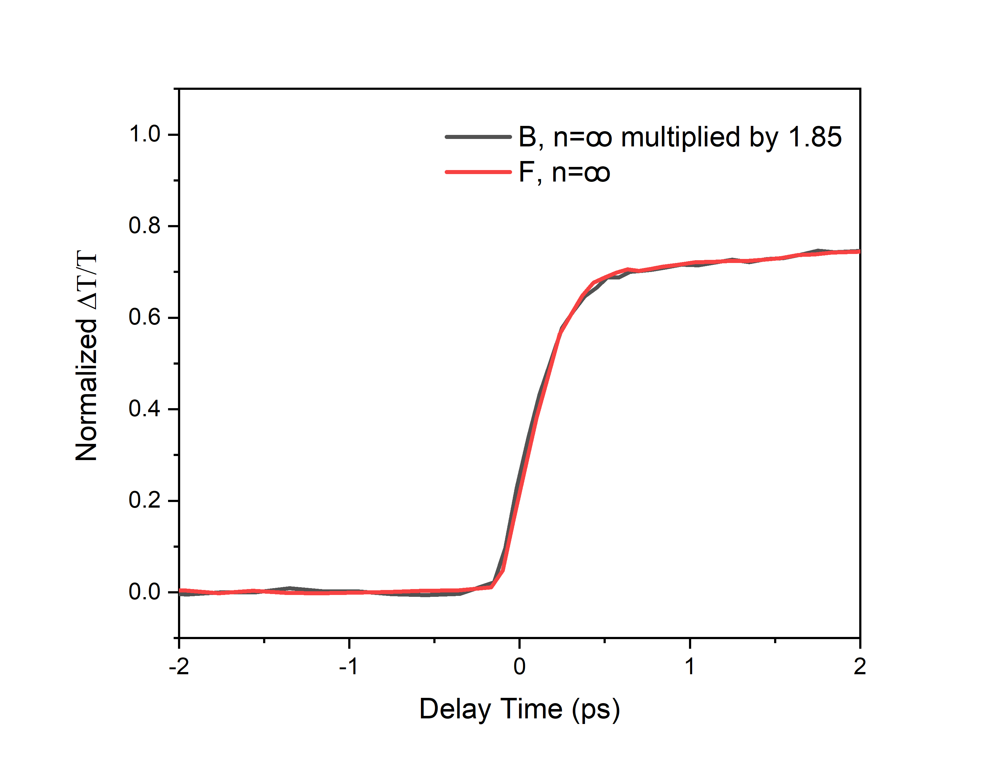 B, n=∞ multiplied by 1.85
F, n=∞
1.0
0.8
0.6
0.4
0.2
0.0
Normalized ΔT/T
-2
-1
0
1
2
Delay Time (ps)